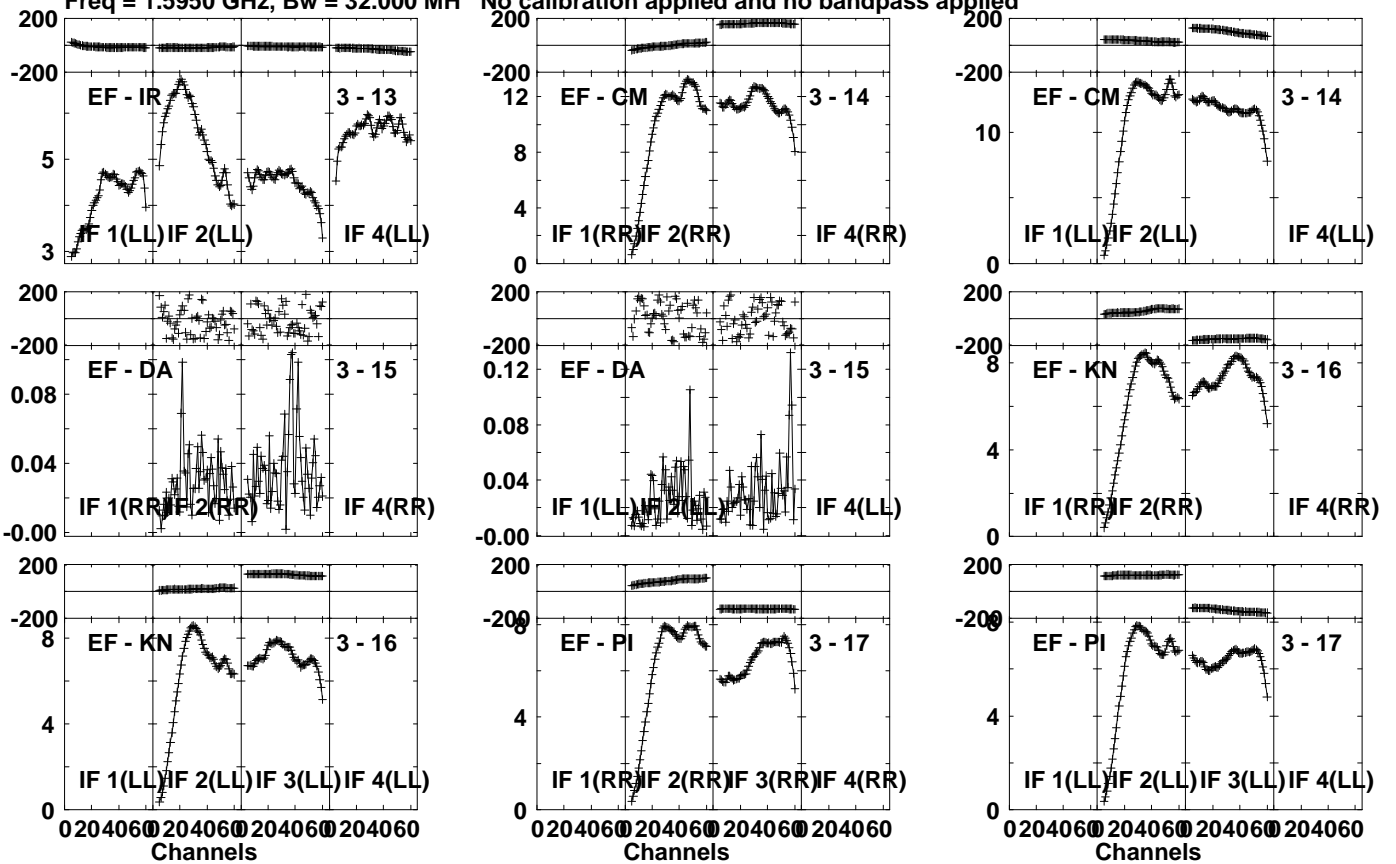 Freq = 1.5950 GHz, Bw = 32.000 MH No calibration applied and no bandpass applied
200 200 200
-200 -200 -200
EF - IR 3 - 13 EF - CM 3 - 14 EF - CM 3 - 14
12
10
5 8
4
IF 1(LL) IF 2(LL) IF 4(LL) IF 1(RR) IF 2(RR) IF 4(RR) IF 1(LL) IF 2(LL) IF 4(LL)
3 0 0
200 200 200
-200 -200 -200
EF - DA 3 - 15 EF - DA 3 - 15 EF - KN 3 - 16
0.12 8
0.08 0.08
4
0.04 0.04
IF 1(RR) IF 2(RR) IF 4(RR) IF 1(LL) IF 2(LL) IF 4(LL) IF 1(RR) IF 2(RR) IF 4(RR)
-0.00 -0.00 0
200 200 200
-200 -200 -200
8 8 8
EF - KN 3 - 16 EF - PI 3 - 17 EF - PI 3 - 17
4 4 4
IF 1(LL) IF 2(LL) IF 3(LL) IF 4(LL) IF 1(RR) IF 2(RR) IF 3(RR) IF 4(RR) IF 1(LL) IF 2(LL) IF 3(LL) IF 4(LL)
0 0 0
0 20 40 60 0 20 40 60 0 20 40 60 0 20 40 60 0 20 40 60 0 20 40 60 0 20 40 60 0 20 40 60 0 20 40 60 0 20 40 60 0 20 40 60 0 20 40 60
Channels Channels Channels